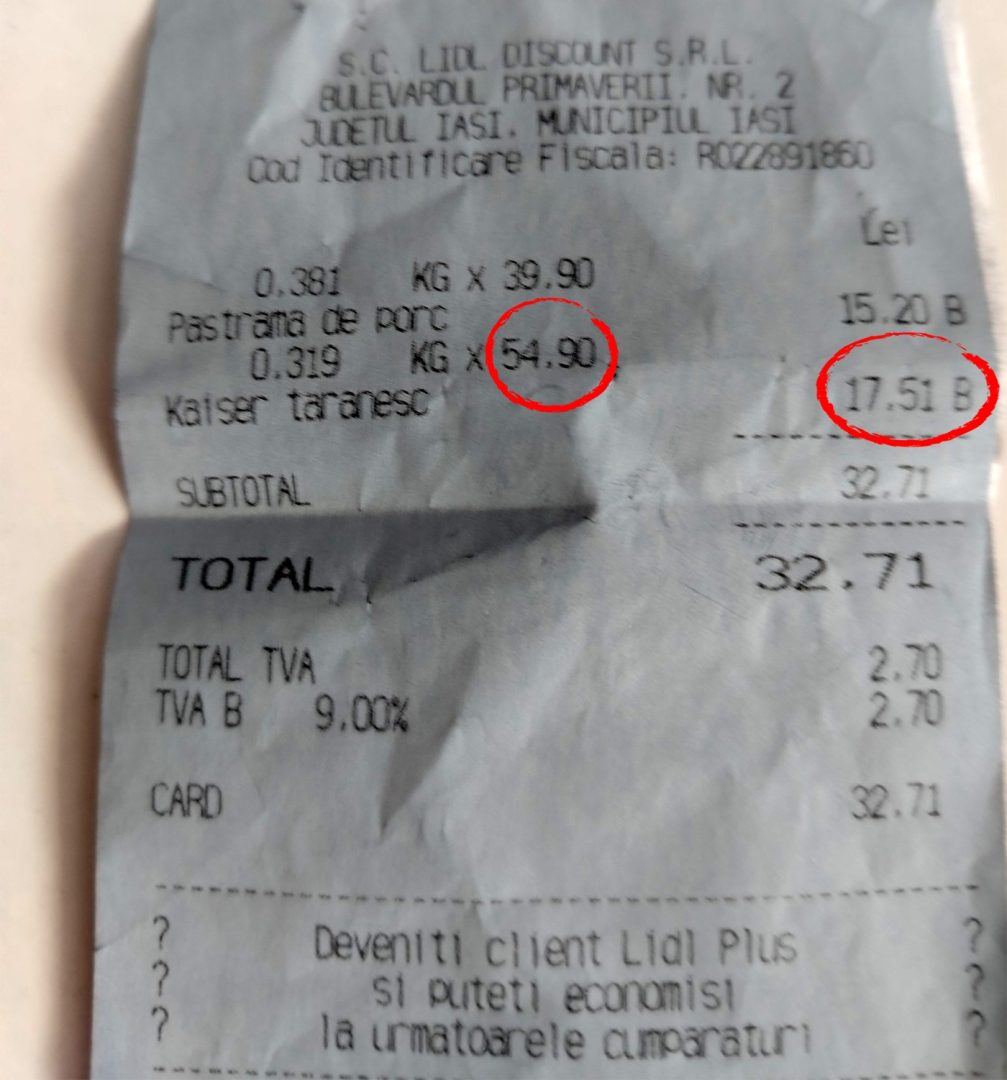 S.C. LIDL DISCOUNT S.R.L.
BULEVARDUL PRIMAVERII. NR. 2
JUDETUL IASI. MUNICIPIUL IASI
Cod Identificare Fiscala: RO22891860
Lei
0.381 KG X 39.90
Pastrama de porc 15.20 B
0.319 KG X 54.90
Kaiser taranesc 17.51 B
SUBTOTAL 32.71
TOTAL 32.71
TOTAL TVA 2.70
TVA B 9.00% 2.70
CARD 32.71
? Deveniti client Lidl Plus ?
? si puteti economisi ?
? la urmatoarele cumparaturi ?